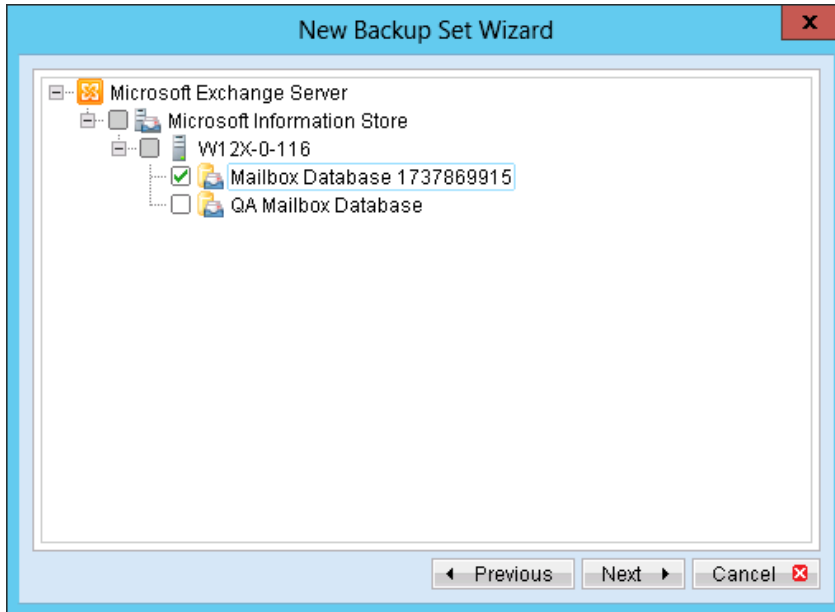 New Backup Set Wizard
x
Microsoft Exchange Server
Microsoft Information Store
W12X-0-116
Mailbox Database 1737869915
QA Mailbox Database
Previous Next Cancel